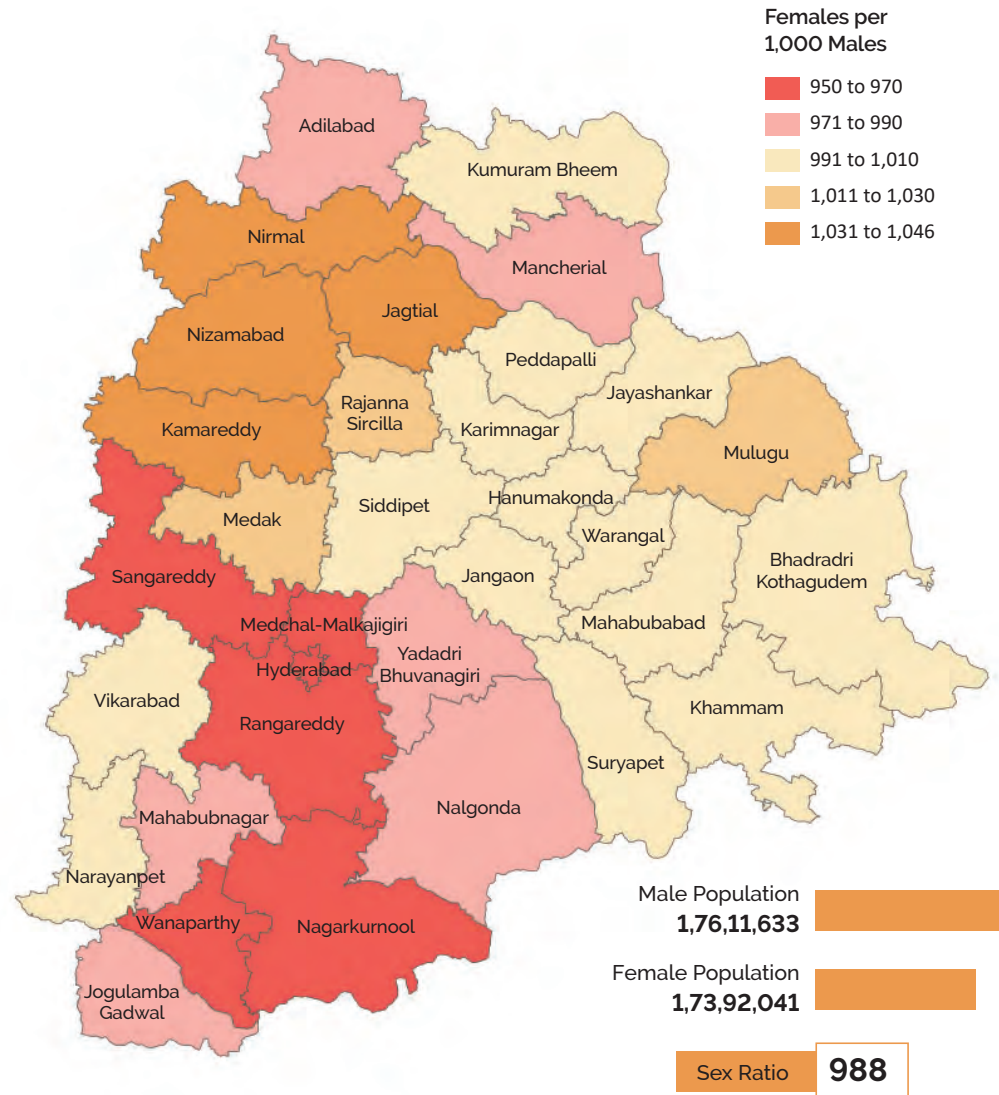 Females per
1,000 Males
950 to 970
971 to 990
991 to 1,010
1,011 to 1,030
1,031 to 1,046
Adilabad
Kumuram Bheem
Nirmal
Mancherial
Jagtial
Nizamabad
Peddapalli
Jayashankar
Rajanna
Sircilla
Kamareddy
Karimnagar
Mulugu
Siddipet
Hanumakonda
Medak
Warangal
Bhadradri
Kothagudem
Sangareddy
Jangaon
Medchal-Malkajigiri
Mahabubabad
Yadadri
Bhuvanagiri
Hyderabad
Vikarabad
Khammam
Rangareddy
Suryapet
Nalgonda
Mahabubnagar
Narayanpet
Wanaparthy
Nagarkurnool
Jogulamba
Gadwal
Male Population
1,76,11,633
Female Population
1,73,92,041
Sex Ratio
988